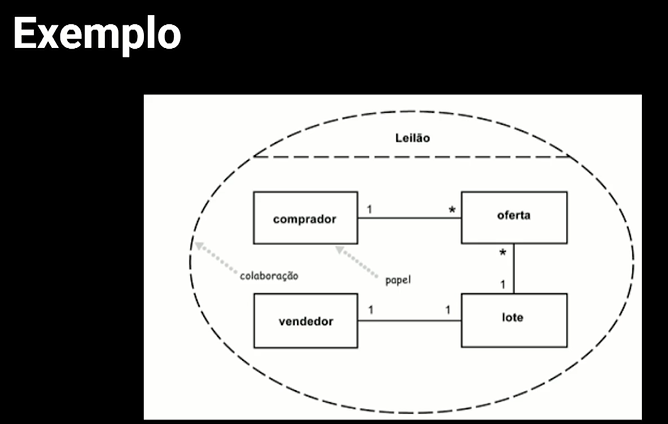 Exemplo
Leilão
comprador
1
*
oferta
*
colaboração
papel
1
vendedor
1
1
lote